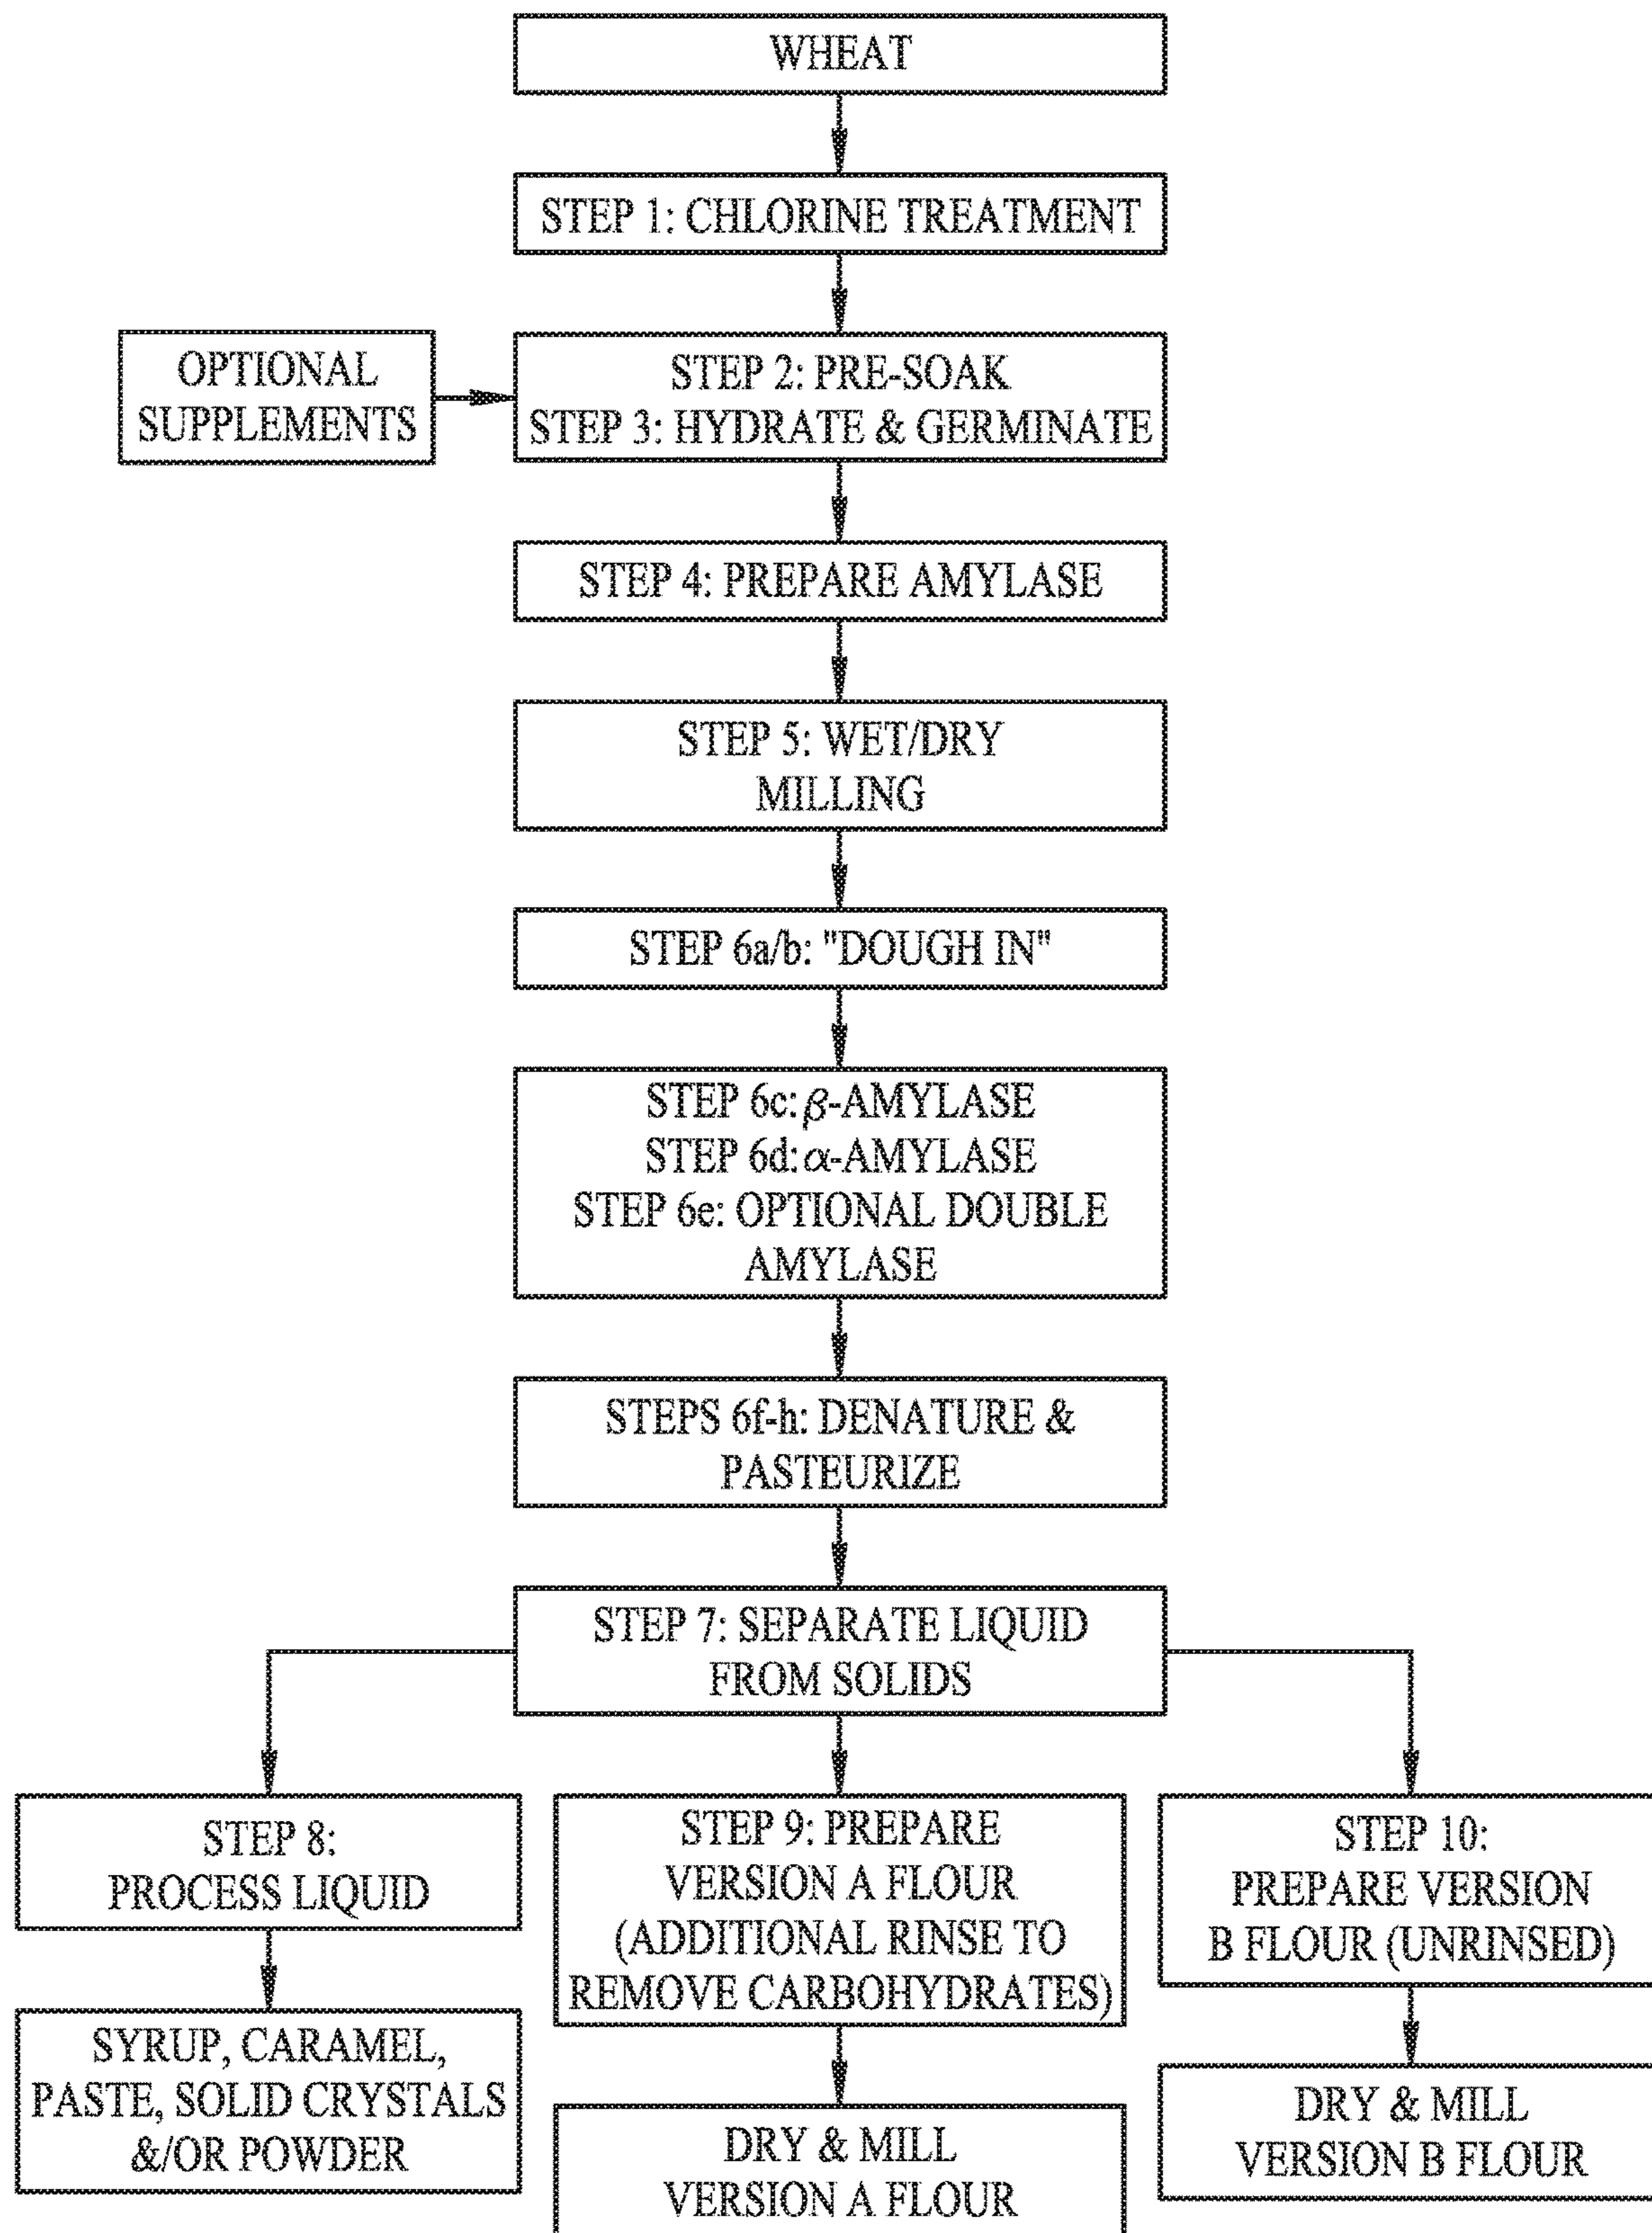 WHEAT
STEP 1: CHLORINE TREATMENT
OPTIONAL
SUPPLEMENTS
STEP 2: PRE-SOAK
STEP 3: HYDRATE & GERMINATE
STEP 4: PREPARE AMYLASE
STEP 5: WET/DRY
MILLING
STEP 6a/b: "DOUGH IN"
STEP 6c: β-AMYLASE
STEP 6d: α-AMYLASE
STEP 6e: OPTIONAL DOUBLE
AMYLASE
STEPS 6f-h: DENATURE &
PASTEURIZE
STEP 7: SEPARATE LIQUID
FROM SOLIDS
STEP 8:
PROCESS LIQUID
SYRUP, CARAMEL,
PASTE, SOLID CRYSTALS
&/OR POWDER
STEP 9: PREPARE
VERSION A FLOUR
(ADDITIONAL RINSE TO
REMOVE CARBOHYDRATES)
DRY & MILL
VERSION A FLOUR
STEP 10:
PREPARE VERSION
B FLOUR (UNRINSED)
DRY & MILL
VERSION B FLOUR